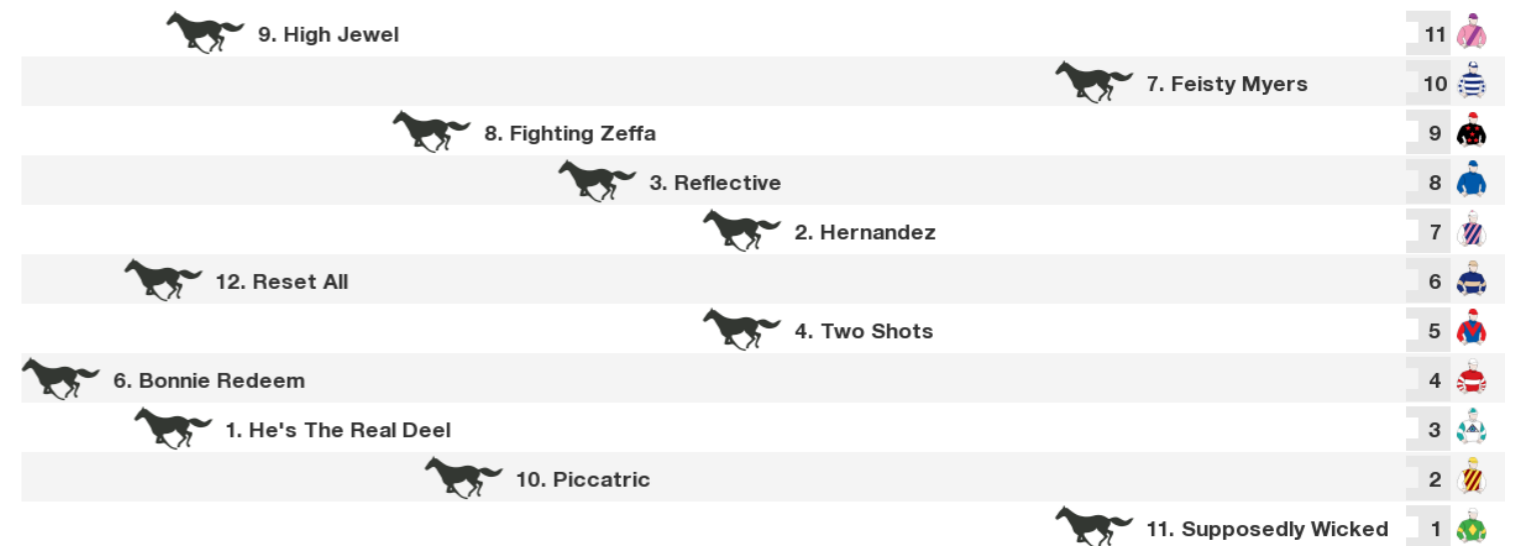 9. High Jewel 11
7. Feisty Myers 10
8. Fighting Zeffa 9
3. Reflective 8
2. Hernandez 7
12. Reset All 6
4. Two Shots 5
6. Bonnie Redeem 4
1. He's The Real Deel 3
10. Piccatric 2
11. Supposedly Wicked 1